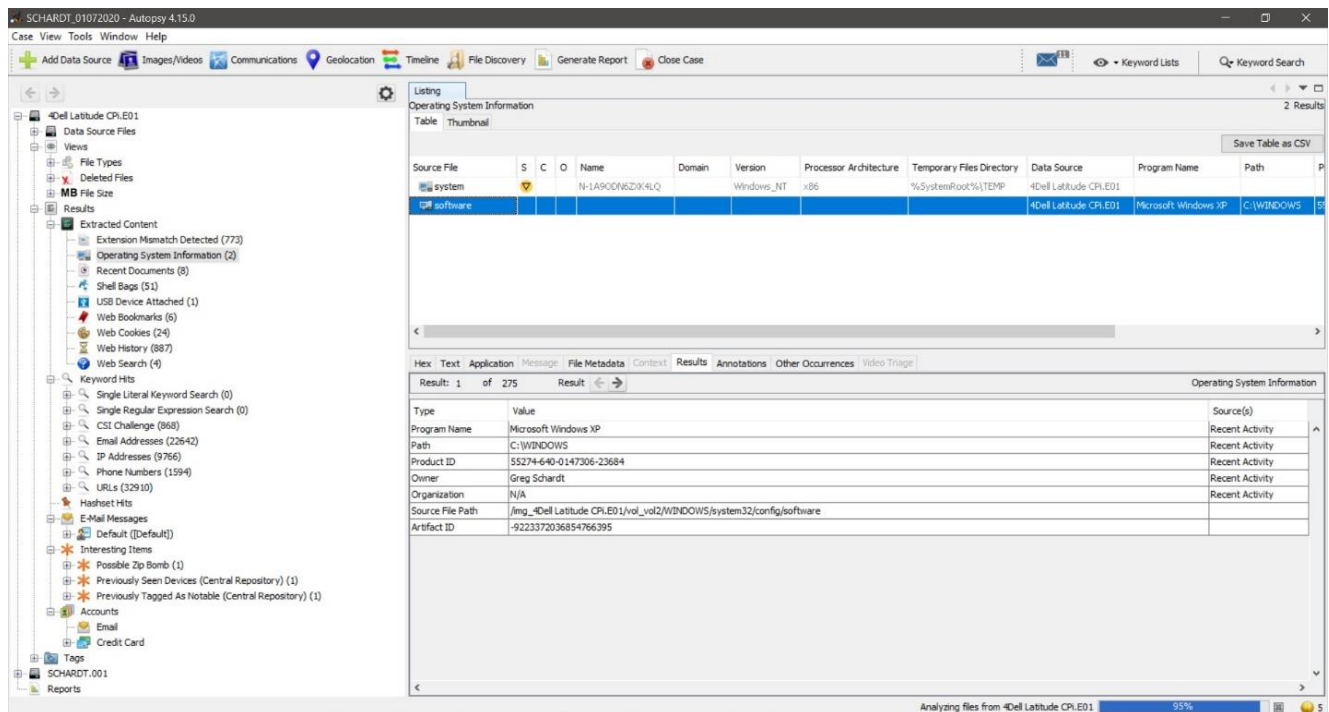 SCHARDT_01072020 - Autopsy 4.15.0
Case View Tools Window Help
Add Data Source Images/Videos Communications Geolocation Timeline File Discovery Generate Report Close Case 11 Keyword Lists Keyword Search
4Dell Latitude CPi.E01
Data Source Files
Views
File Types
Deleted Files
MB File Size
Results
Extracted Content
Extension Mismatch Detected (773)
Operating System Information (2)
Recent Documents (8)
Shell Bags (51)
USB Device Attached (1)
Web Bookmarks (6)
Web Cookies (24)
Web History (887)
Web Search (4)
Keyword Hits
Single Literal Keyword Search (0)
Single Regular Expression Search (0)
CSI Challenge (868)
Email Addresses (22642)
IP Addresses (9766)
Phone Numbers (1594)
URLs (32910)
Hashset Hits
E-Mail Messages
Default ([Default])
Interesting Items
Possible Zip Bomb (1)
Previously Seen Devices (Central Repository) (1)
Previously Tagged As Notable (Central Repository) (1)
Accounts
Email
Credit Card
Tags
SCHARDT.001
Reports
Listing
Operating System Information 2 Results
Table Thumbnail
Save Table as CSV
Source File S C O Name Domain Version Processor Architecture Temporary Files Directory Data Source Program Name Path P
system N-1A9ODN6ZXK4LQ Windows_NT x86 %SystemRoot%\TEMP 4Dell Latitude CPi.E01
software 4Dell Latitude CPi.E01 Microsoft Windows XP C:\WINDOWS 55
Hex Text Application Message File Metadata Context Results Annotations Other Occurrences Video Triage
Result: 1 of 275 Result Operating System Information
Type Value Source(s)
Program Name Microsoft Windows XP Recent Activity
Path C:\WINDOWS Recent Activity
Product ID 55274-640-0147306-23684 Recent Activity
Owner Greg Schardt Recent Activity
Organization N/A Recent Activity
Source File Path /img_4Dell Latitude CPi.E01/vol_vol2/WINDOWS/system32/config/software
Artifact ID -9223372036854766395
Analyzing files from 4Dell Latitude CPi.E01 95% 5